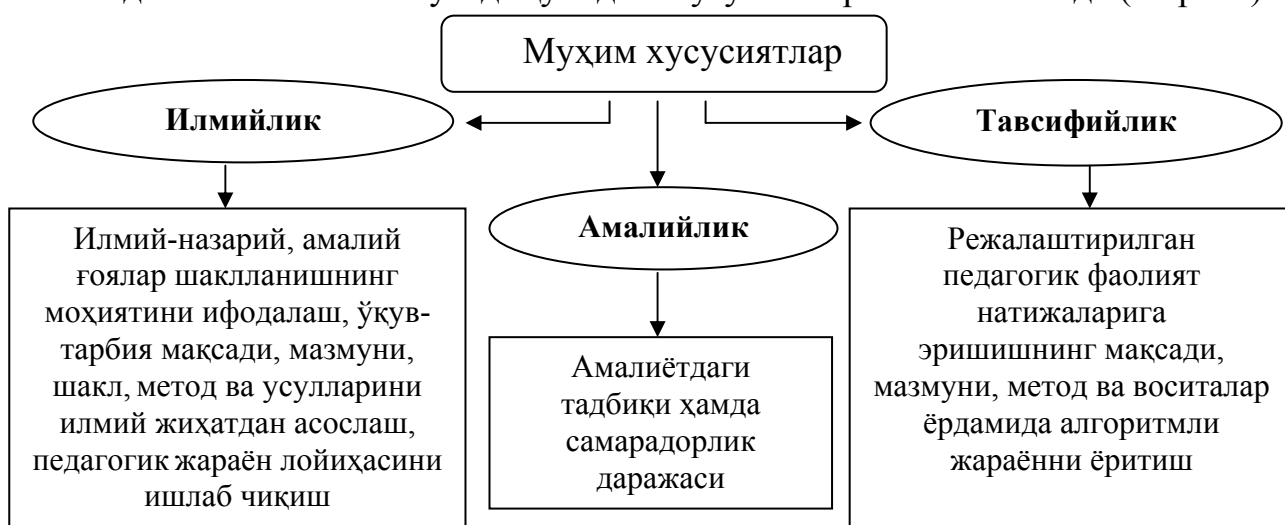 Муҳим хусусиятлар
Илмийлик
Тавсифийлик
Амалийлик
Илмий-назарий, амалий
ғоялар шаклланишнинг
моҳиятини ифодалаш, ўқув-
тарбия мақсади, мазмуни,
шакл, метод ва усулларини
илмий жиҳатдан асослаш,
педагогик жараён лойиҳасини
ишлаб чиқиш
Амалиётдаги
тадбиқи ҳамда
самарадорлик
даражаси
Режалаштирилган
педагогик фаолият
натижаларига
эришишнинг мақсади,
мазмуни, метод ва воситалар
ёрдамида алгоритмли
жараённи ёритиш